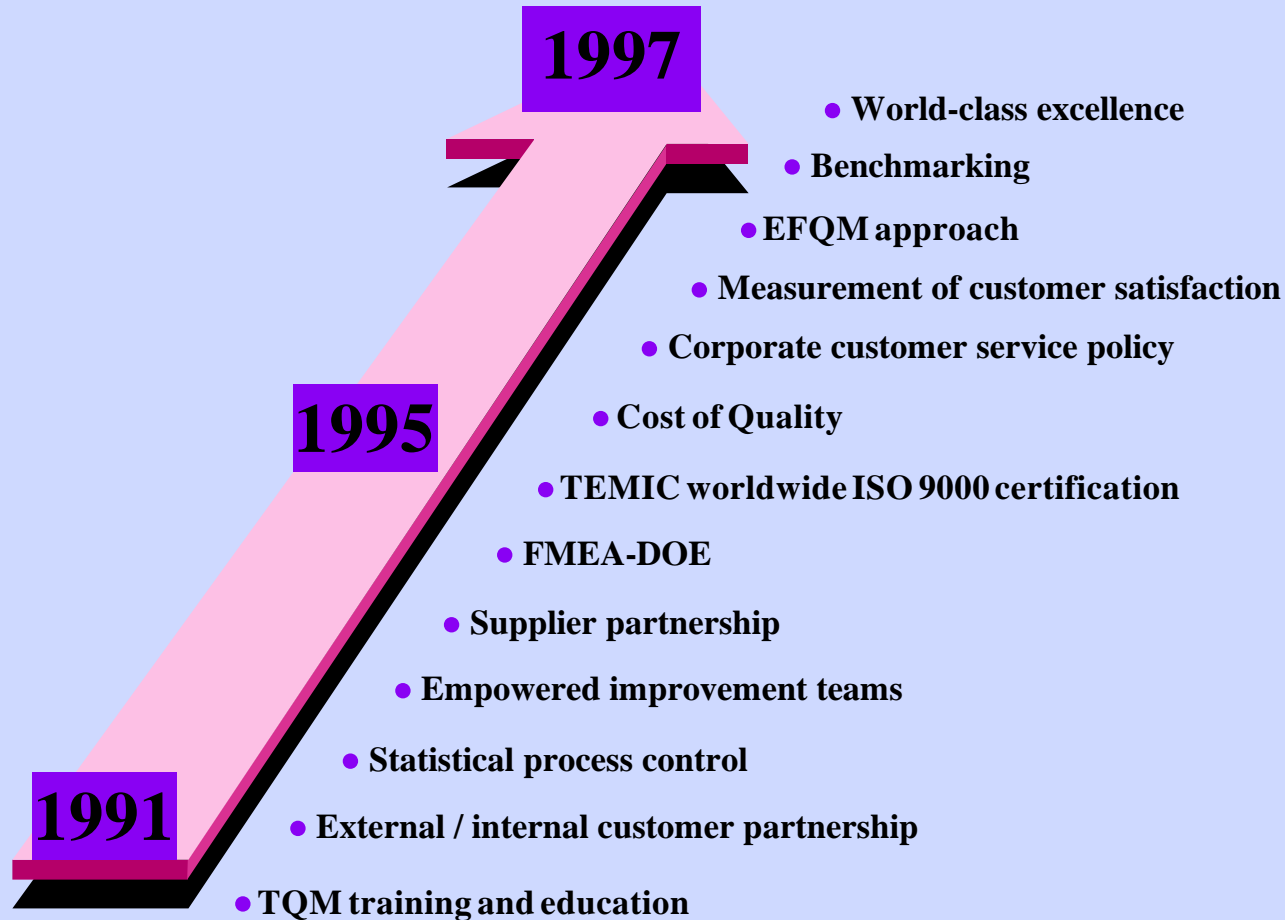 1997
• World-class excellence
• Benchmarking
• EFQM approach
• Measurement of customer satisfaction
• Corporate customer service policy
1995
• Cost of Quality
• TEMIC worldwide ISO 9000 certification
• FMEA-DOE
• Supplier partnership
• Empowered improvement teams
• Statistical process control
1991
• External / internal customer partnership
• TQM training and education